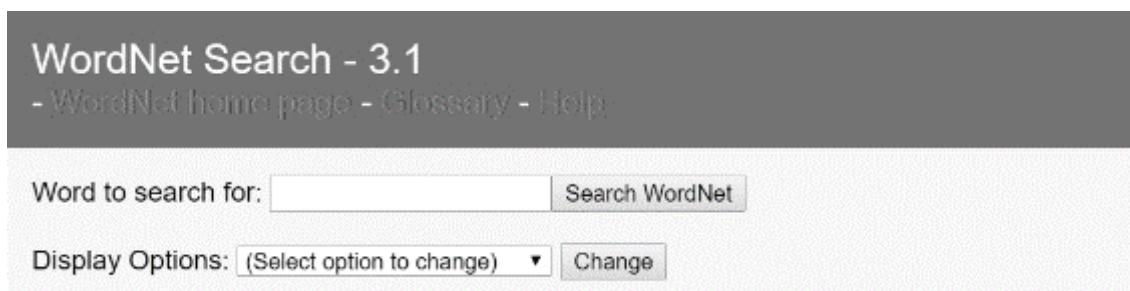 WordNet Search - 3.1
- WordNet home page - Glossary - Help
Word to search for: Search WordNet
Display Options: (Select option to change) Change